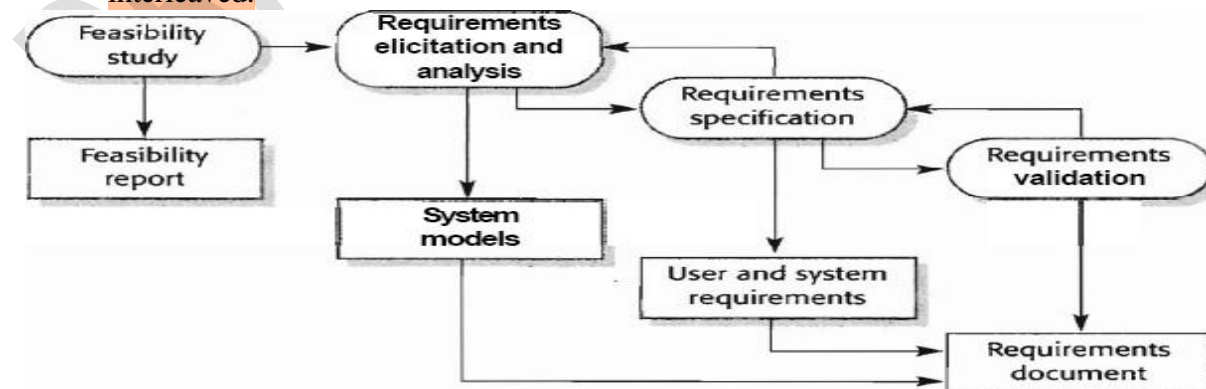 interleaved.
Feasibility
study
Requirements
elicitation and
analysis
Requirements
specification
Requirements
validation
Feasibility
report
System
models
User and system
requirements
Requirements
document